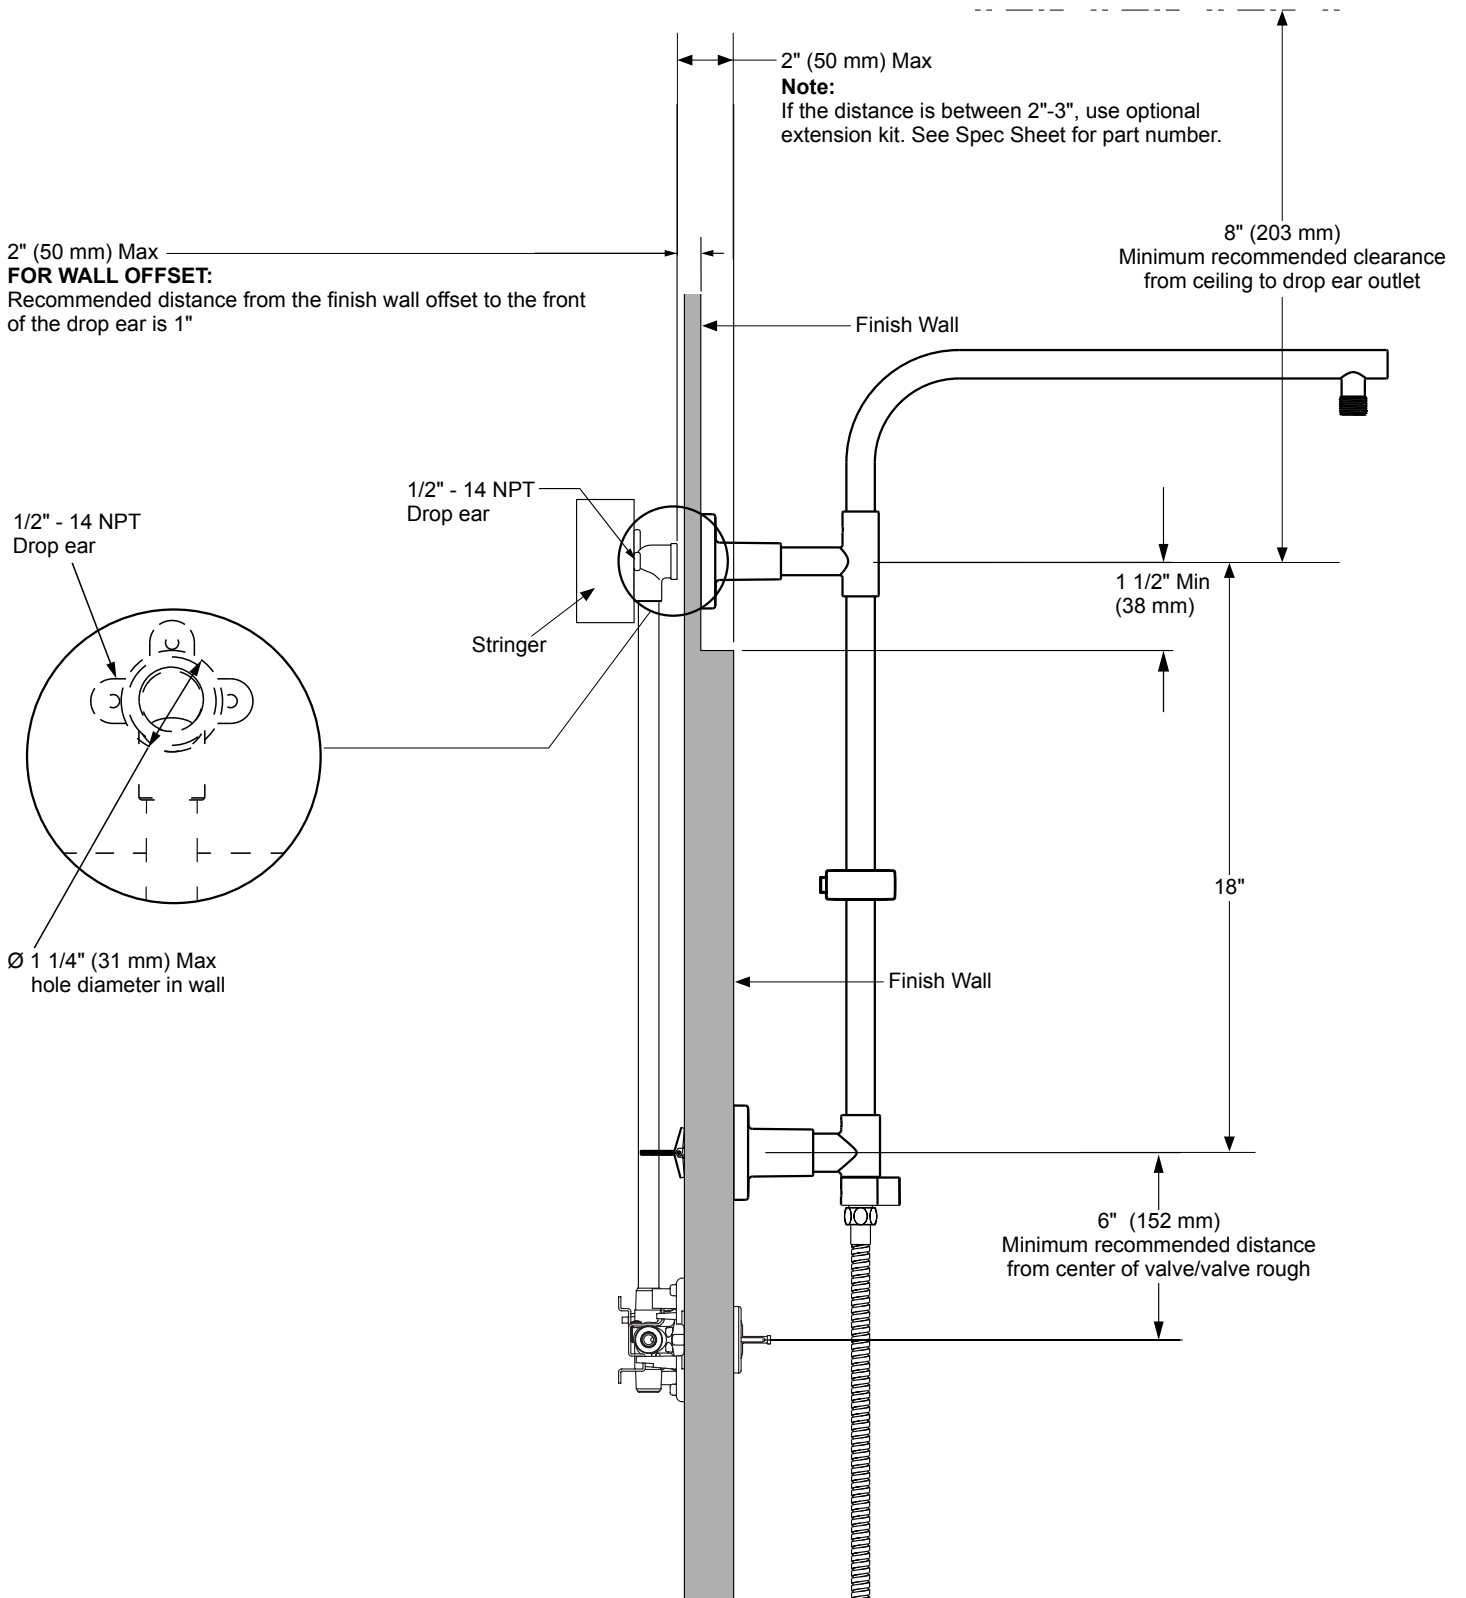 2" (50 mm) Max
Note:
If the distance is between 2"-3", use optional
extension kit. See Spec Sheet for part number.
8" (203 mm)
Minimum recommended clearance
from ceiling to drop ear outlet
2" (50 mm) Max
FOR WALL OFFSET:
Recommended distance from the finish wall offset to the front
of the drop ear is 1"
Finish Wall
1/2" - 14 NPT
Drop ear
1/2" - 14 NPT
Drop ear
1 1/2" Min
(38 mm)
Stringer
18"
Ø 1 1/4" (31 mm) Max
hole diameter in wall
Finish Wall
6" (152 mm)
Minimum recommended distance
from center of valve/valve rough